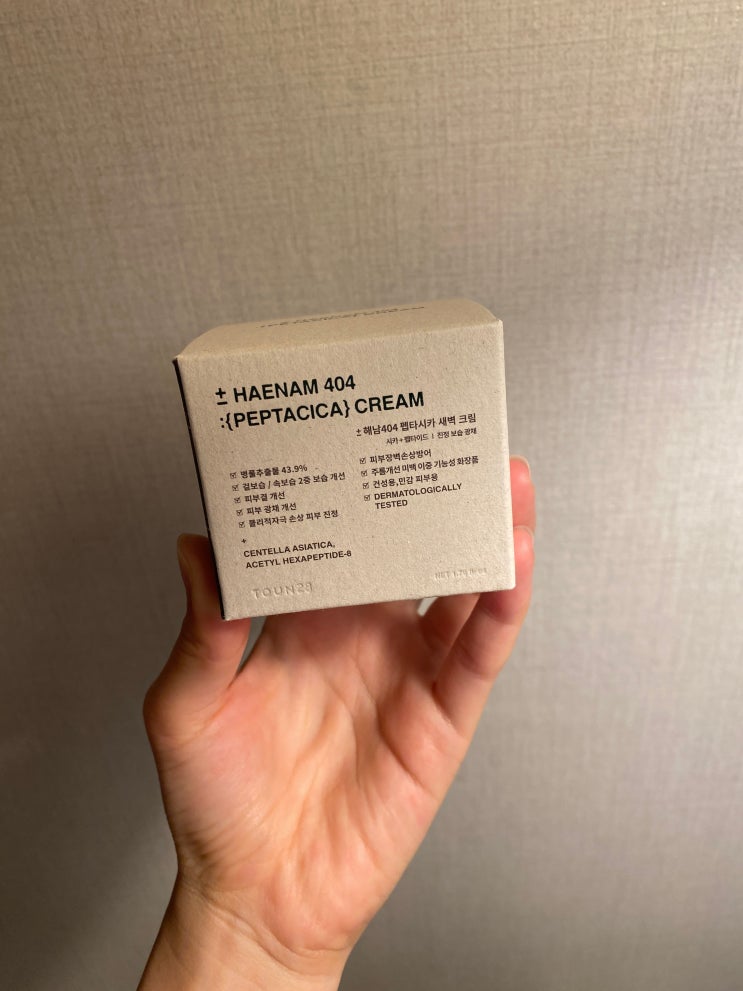 ± HAENAM 404
:{PEPTACICA} CREAM
± 해남404 펩타시카 새벽 크림
시카+펩타이드 | 진정 보습 광채
☑ 병풀추출물 43.9%
☑ 겉보습 / 속보습 2중 보습 개선
☑ 피부결 개선
☑ 피부 광채 개선
☑ 물리적자극 손상 피부 진정
☑ 피부장벽손상방어
☑ 주름개선 미백 이중 기능성 화장품
☑ 건성용,민감 피부용
☑ DERMATOLOGICALLY
TESTED
+
CENTELLA ASIATICA,
ACETYL HEXAPEPTIDE-8
TOUN28
NET 1.76